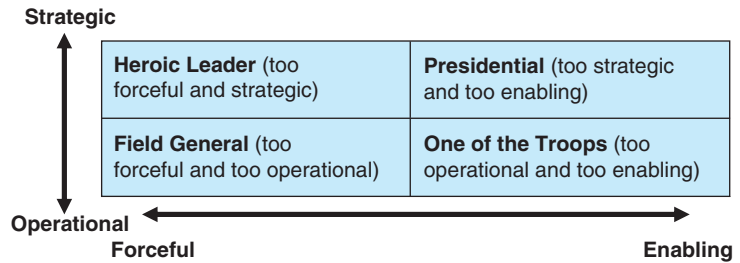 Strategic
Heroic Leader (too
forceful and strategic)
Presidential (too strategic
and too enabling)
Field General (too
forceful and too operational)
One of the Troops (too
operational and too enabling)
Operational
Forceful
Enabling